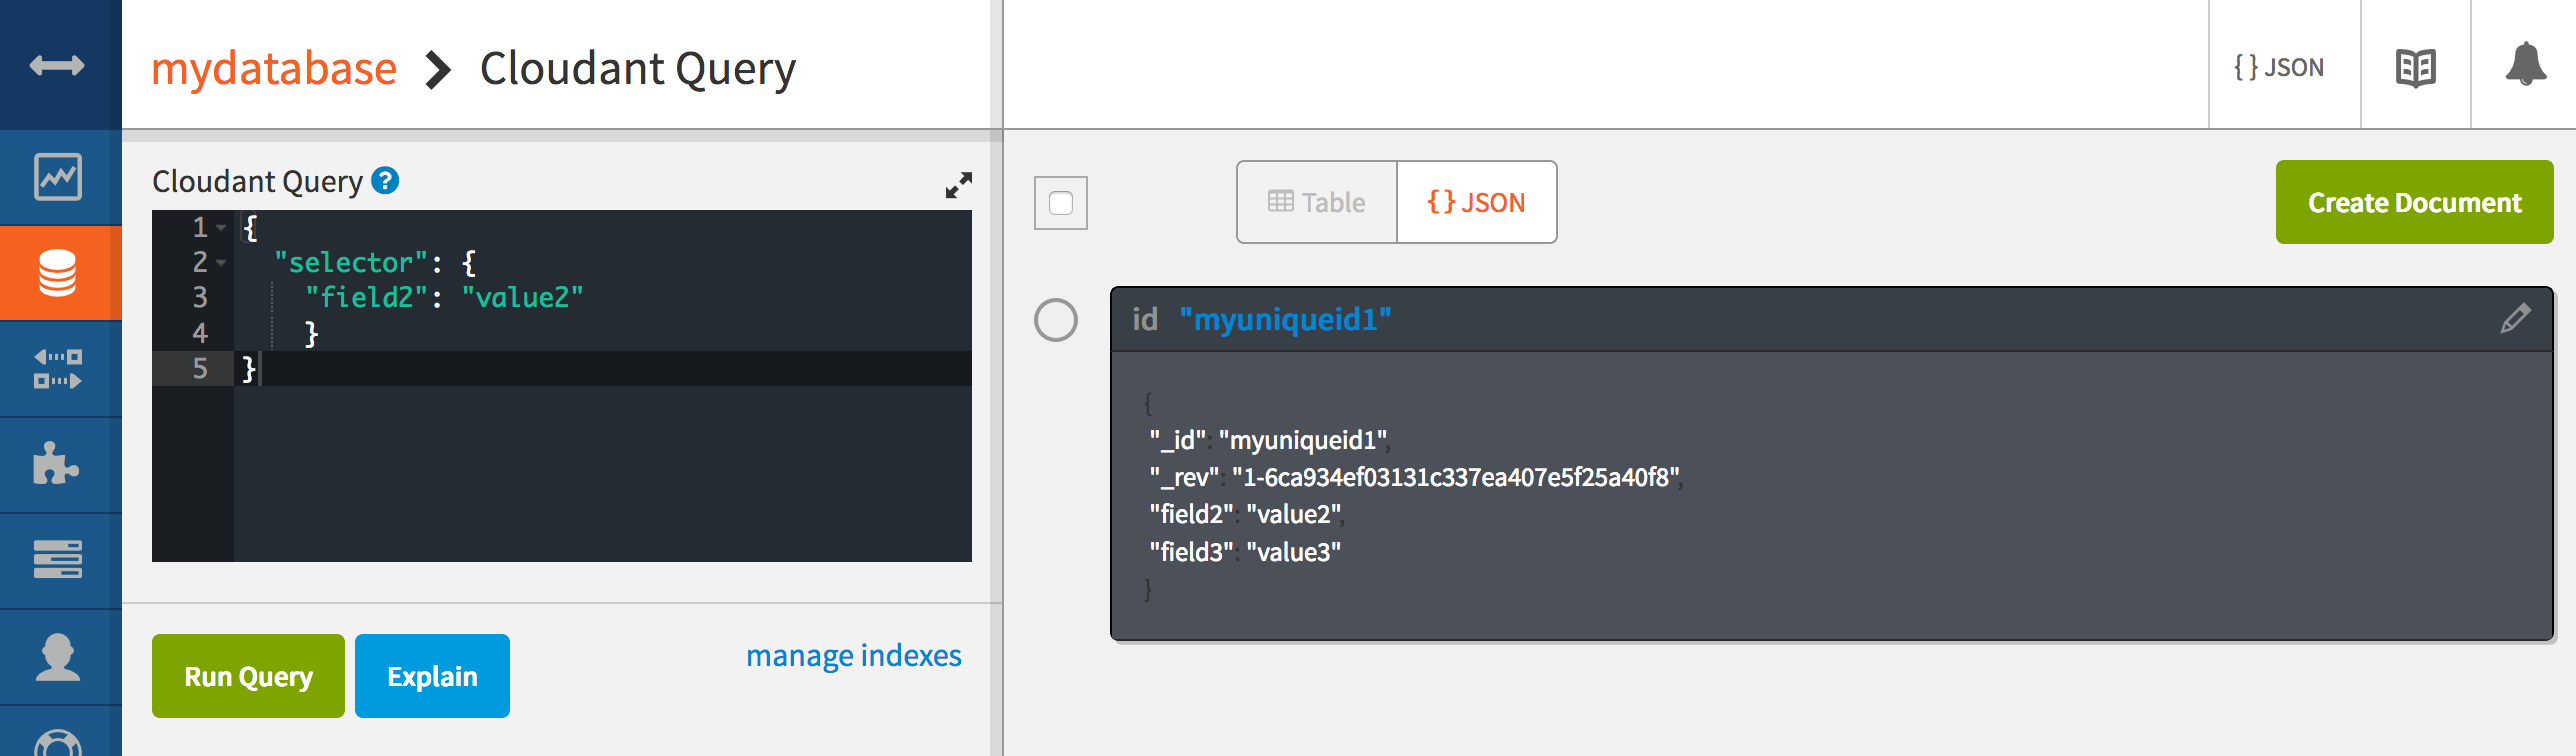 mydatabase > Cloudant Query
{ } JSON
Cloudant Query ?
1 {
2 "selector": {
3 "field2": "value2"
4 }
5 }
Run Query
Explain
manage indexes
Table
{ } JSON
Create Document
id "myuniqueid1"
{
"_id": "myuniqueid1",
"_rev": "1-6ca934ef03131c337ea407e5f25a40f8",
"field2": "value2",
"field3": "value3"
}